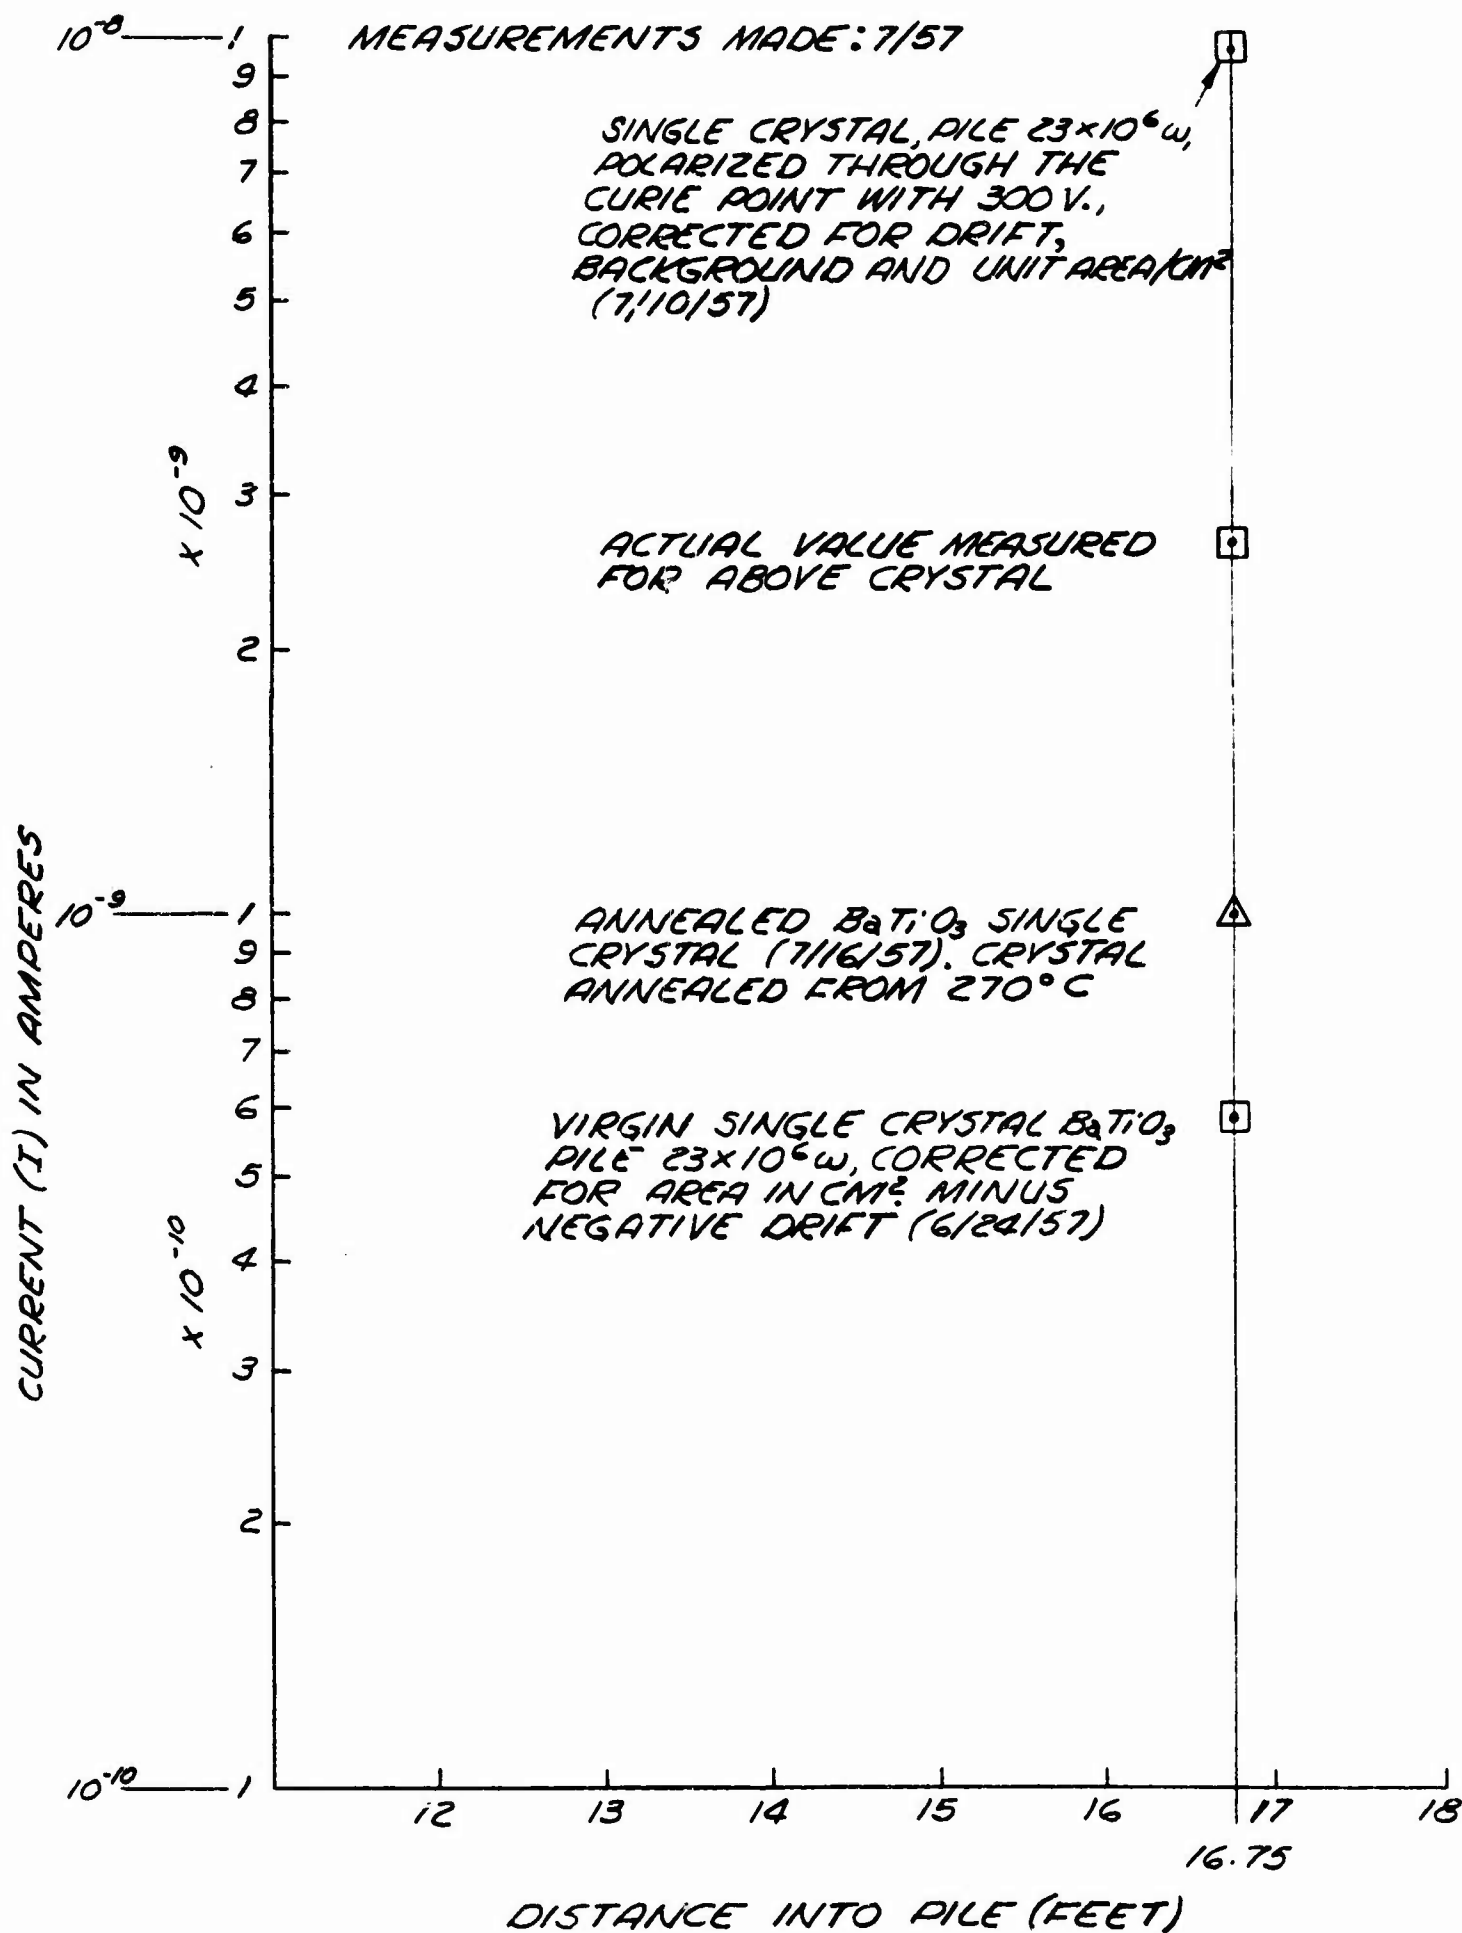 10⁻⁸ 1 MEASUREMENTS MADE: 7/57
9
8
7
6
5
4
3
2
x 10⁻⁹
SINGLE CRYSTAL, PILE 23×10⁶ω,
POLARIZED THROUGH THE
CURIE POINT WITH 300 V.,
CORRECTED FOR DRIFT,
BACKGROUND AND UNIT AREA/cm²
(7/10/57)
ACTUAL VALUE MEASURED
FOR ABOVE CRYSTAL
CURRENT (I) IN AMPERES
10⁻⁹ 1
9
8
7
6
5
4
3
2
x 10⁻¹⁰
ANNEALED BaTiO₃ SINGLE
CRYSTAL (7/16/57). CRYSTAL
ANNEALED FROM 270°C
VIRGIN SINGLE CRYSTAL BaTiO₃
PILE 23×10⁶ω, CORRECTED
FOR AREA IN CM². MINUS
NEGATIVE DRIFT (6/24/57)
10⁻¹⁰ 1
12 13 14 15 16 17 18
16.75
DISTANCE INTO PILE (FEET)